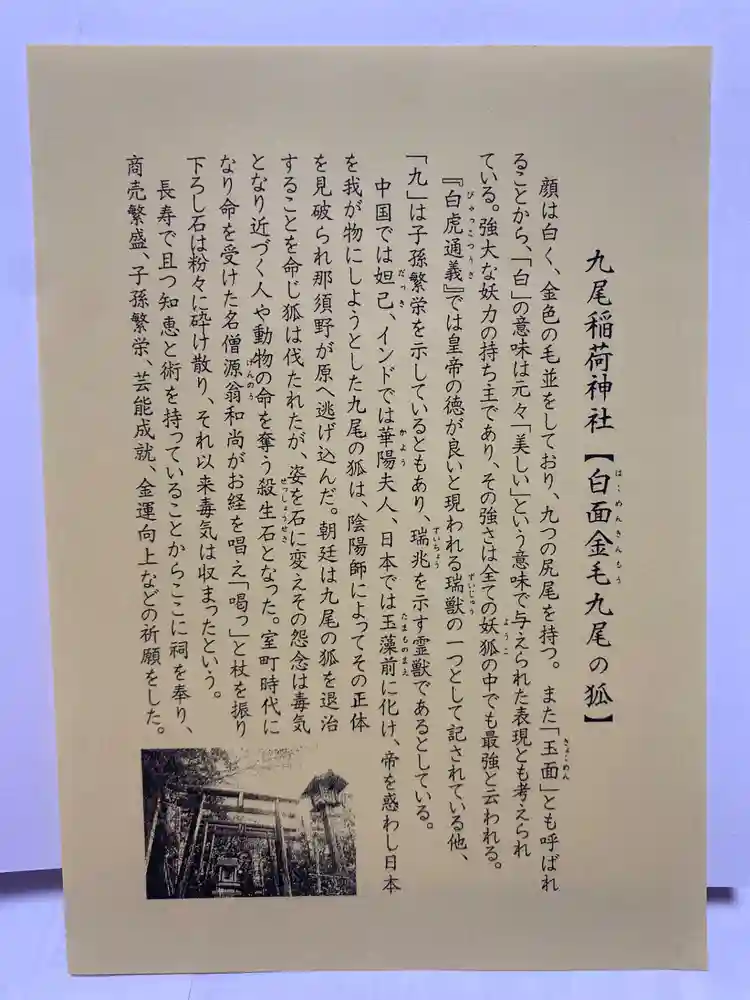 九尾稲荷神社【白面金毛九尾の狐】
顔は白く、金色の毛並をしており、九つの尻尾を持つ。また「玉面」とも呼ばれ
ることから、「白」の意味は元々「美しい」という意味で与えられた表現とも考えられ
ている。強大な妖力の持ち主であり、その強さは全ての妖狐の中でも最強と云われる。
『白虎通義』では皇帝の徳が良いと現われる瑞獣の一つとして記されている他、
「九」は子孫繁栄を示しているともあり、瑞兆を示す霊獣であるとしている。
中国では妲己、インドでは華陽夫人、日本では玉藻前に化け、帝を惑わし日本
を我が物にしようとした九尾の狐は、陰陽師によってその正体
を見破られ那須野が原へ逃げ込んだ。朝廷は九尾の狐を退治
することを命じ狐は伐たれたが、姿を石に変えその怨念は毒気
となり近づく人や動物の命を奪う殺生石となった。室町時代に
なり命を受けた名僧源翁和尚がお経を唱え「喝っ」と杖を振り
下ろし石は粉々に砕け散り、それ以来毒気は収まったという。
長寿で且つ知恵と術を持っていることからここに祠を奉り、
商売繁盛、子孫繁栄、芸能成就、金運向上などの祈願をした。